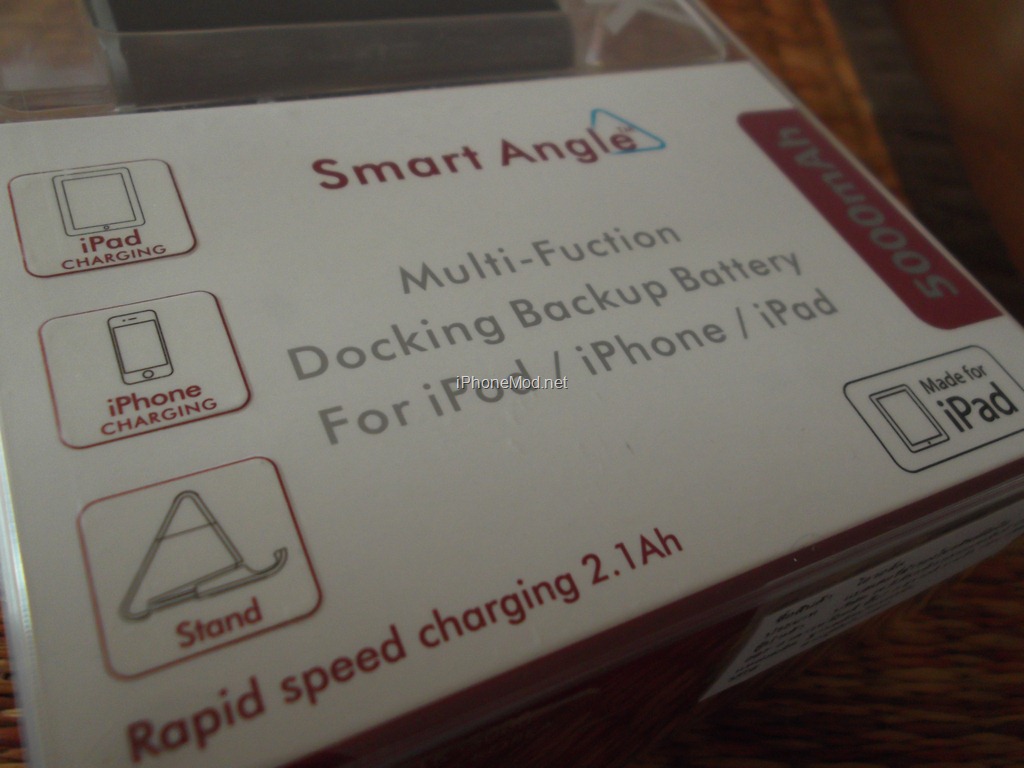 Smart Angle
5000mAh
iPad
CHARGING
Multi-Fuction
Docking Backup Battery
For iPod / iPhone / iPad
iPhone
CHARGING
iPhoneMod.net
Made for
iPad
Stand
Rapid speed charging 2.1Ah